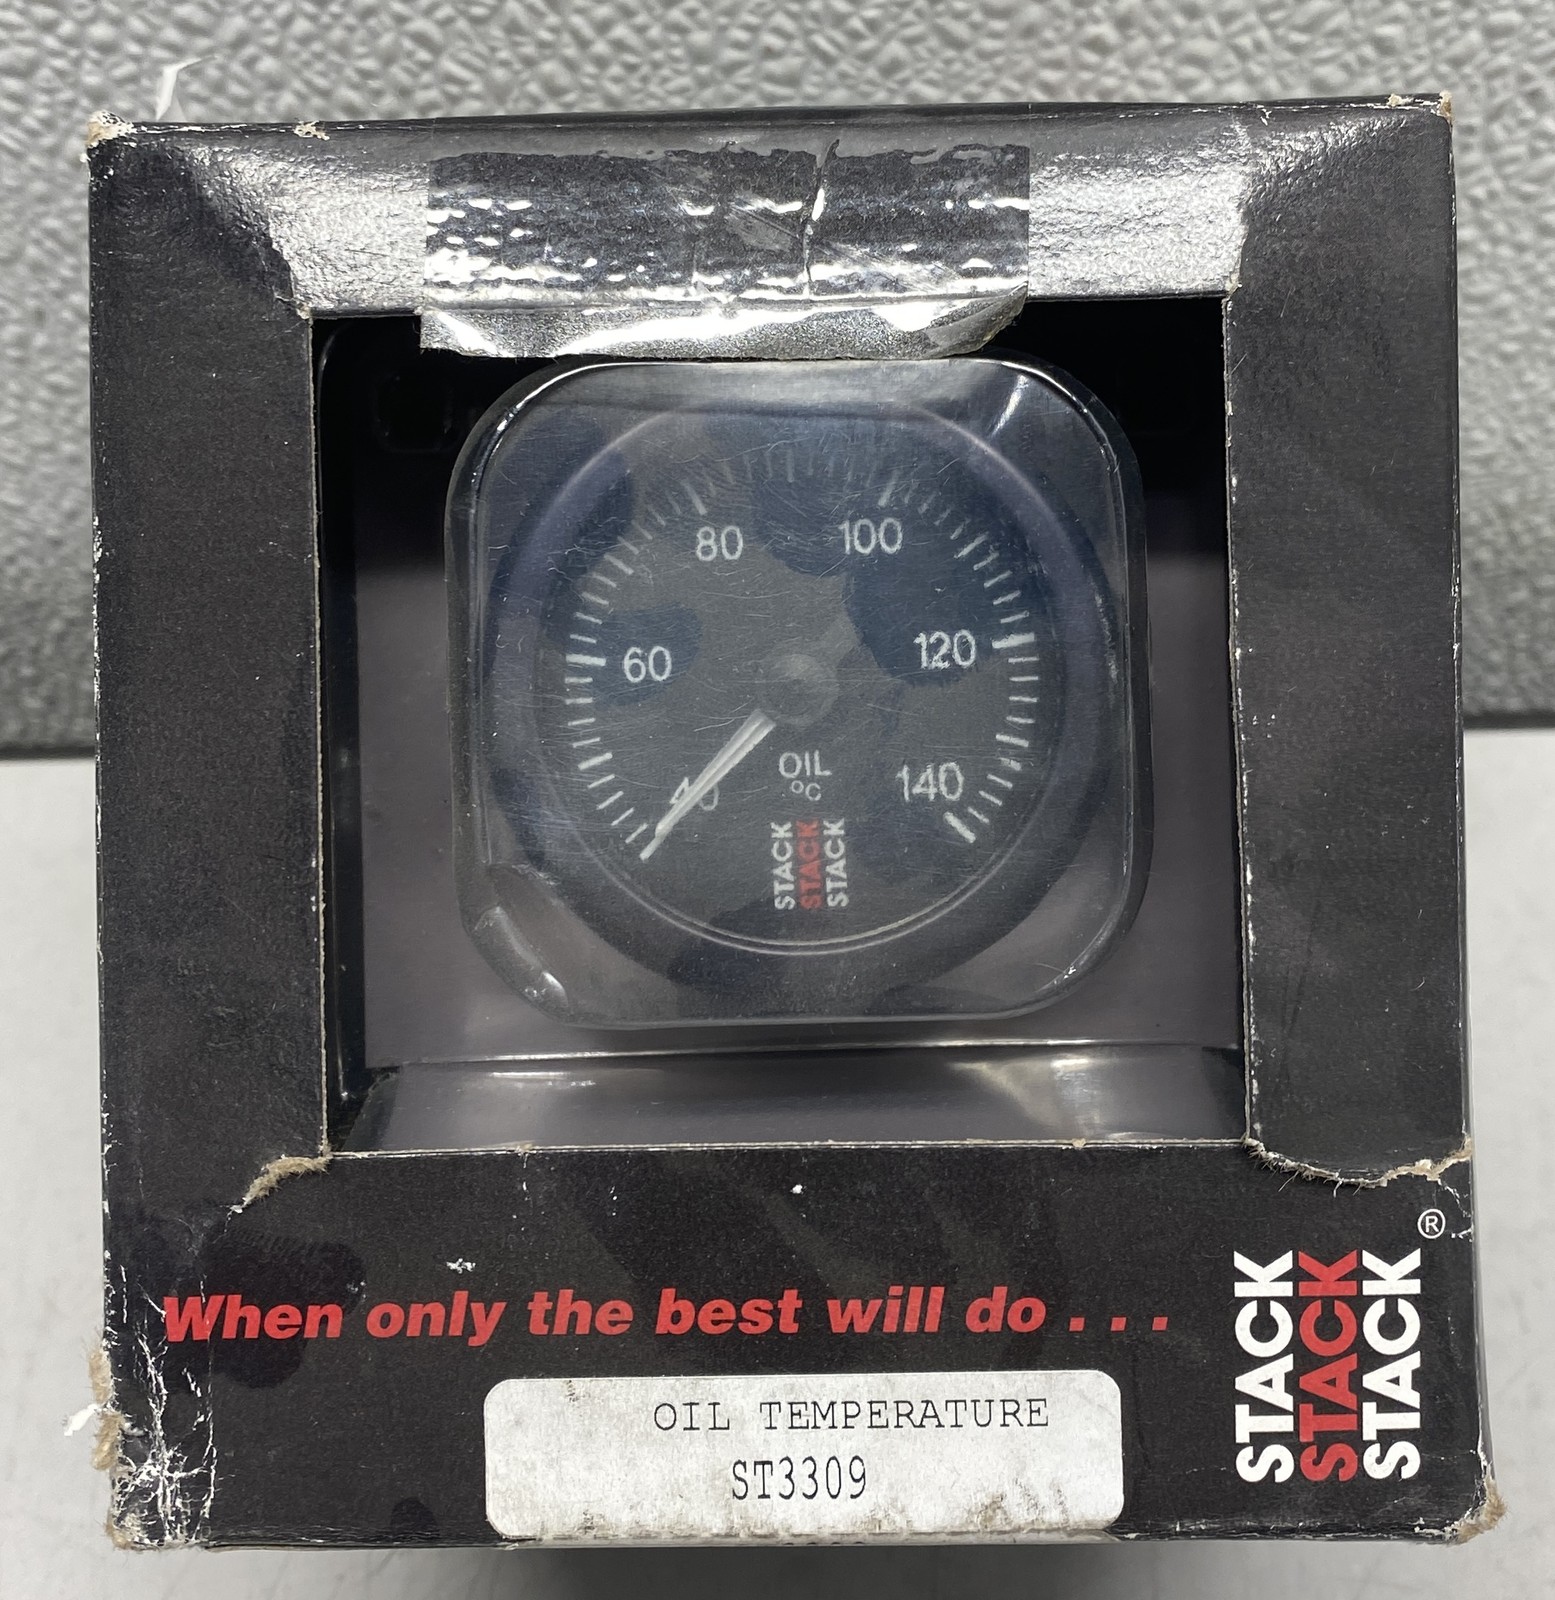 80
100
60
120
40
140
OIL
°C
STACK
STACK
STACK
When only the best will do . . .
STACK
STACK
STACK
®
OIL TEMPERATURE
ST3309